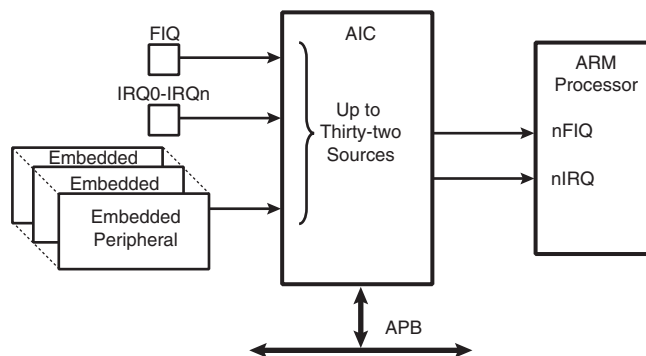 FIQ
IRQ0-IRQn
Embedded
Embedded
Embedded
Peripheral
AIC
Up to
Thirty-two
Sources
ARM
Processor
nFIQ
nIRQ
APB